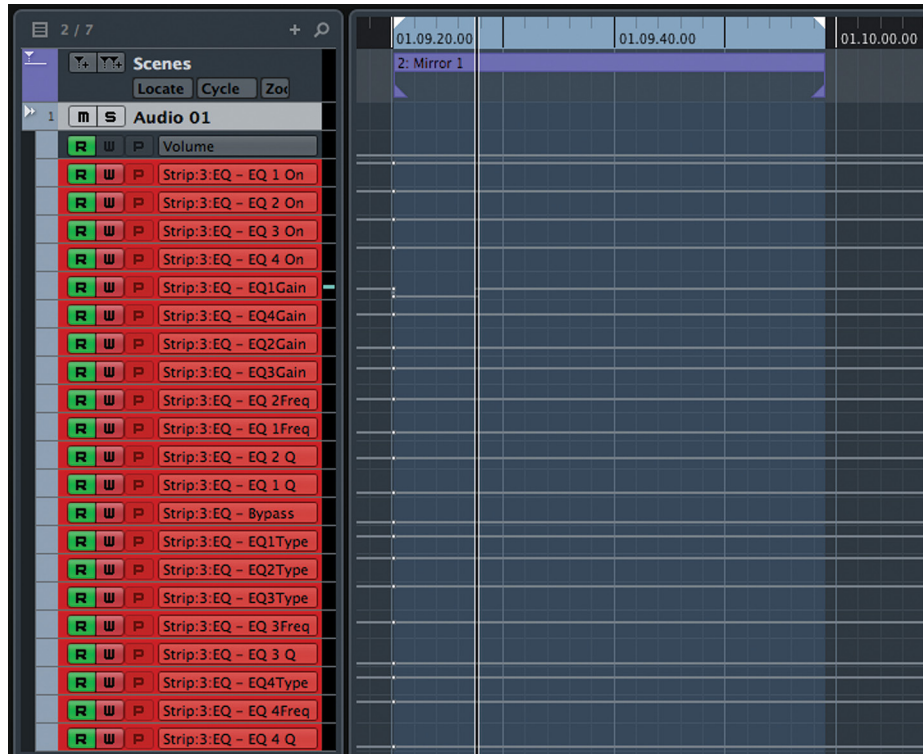 2 / 7
01.09.20.00 01.09.40.00 01.10.00.00
Scenes
2: Mirror 1
Locate Cycle Zo
1 m S Audio 01
R W P Volume
R W P Strip:3:EQ – EQ 1 On
R W P Strip:3:EQ – EQ 2 On
R W P Strip:3:EQ – EQ 3 On
R W P Strip:3:EQ – EQ 4 On
R W P Strip:3:EQ – EQ1Gain
R W P Strip:3:EQ – EQ4Gain
R W P Strip:3:EQ – EQ2Gain
R W P Strip:3:EQ – EQ3Gain
R W P Strip:3:EQ – EQ 2Freq
R W P Strip:3:EQ – EQ 1Freq
R W P Strip:3:EQ – EQ 2 Q
R W P Strip:3:EQ – EQ 1 Q
R W P Strip:3:EQ – Bypass
R W P Strip:3:EQ – EQ1Type
R W P Strip:3:EQ – EQ2Type
R W P Strip:3:EQ – EQ3Type
R W P Strip:3:EQ – EQ 3Freq
R W P Strip:3:EQ – EQ 3 Q
R W P Strip:3:EQ – EQ4Type
R W P Strip:3:EQ – EQ 4Freq
R W P Strip:3:EQ – EQ 4 Q